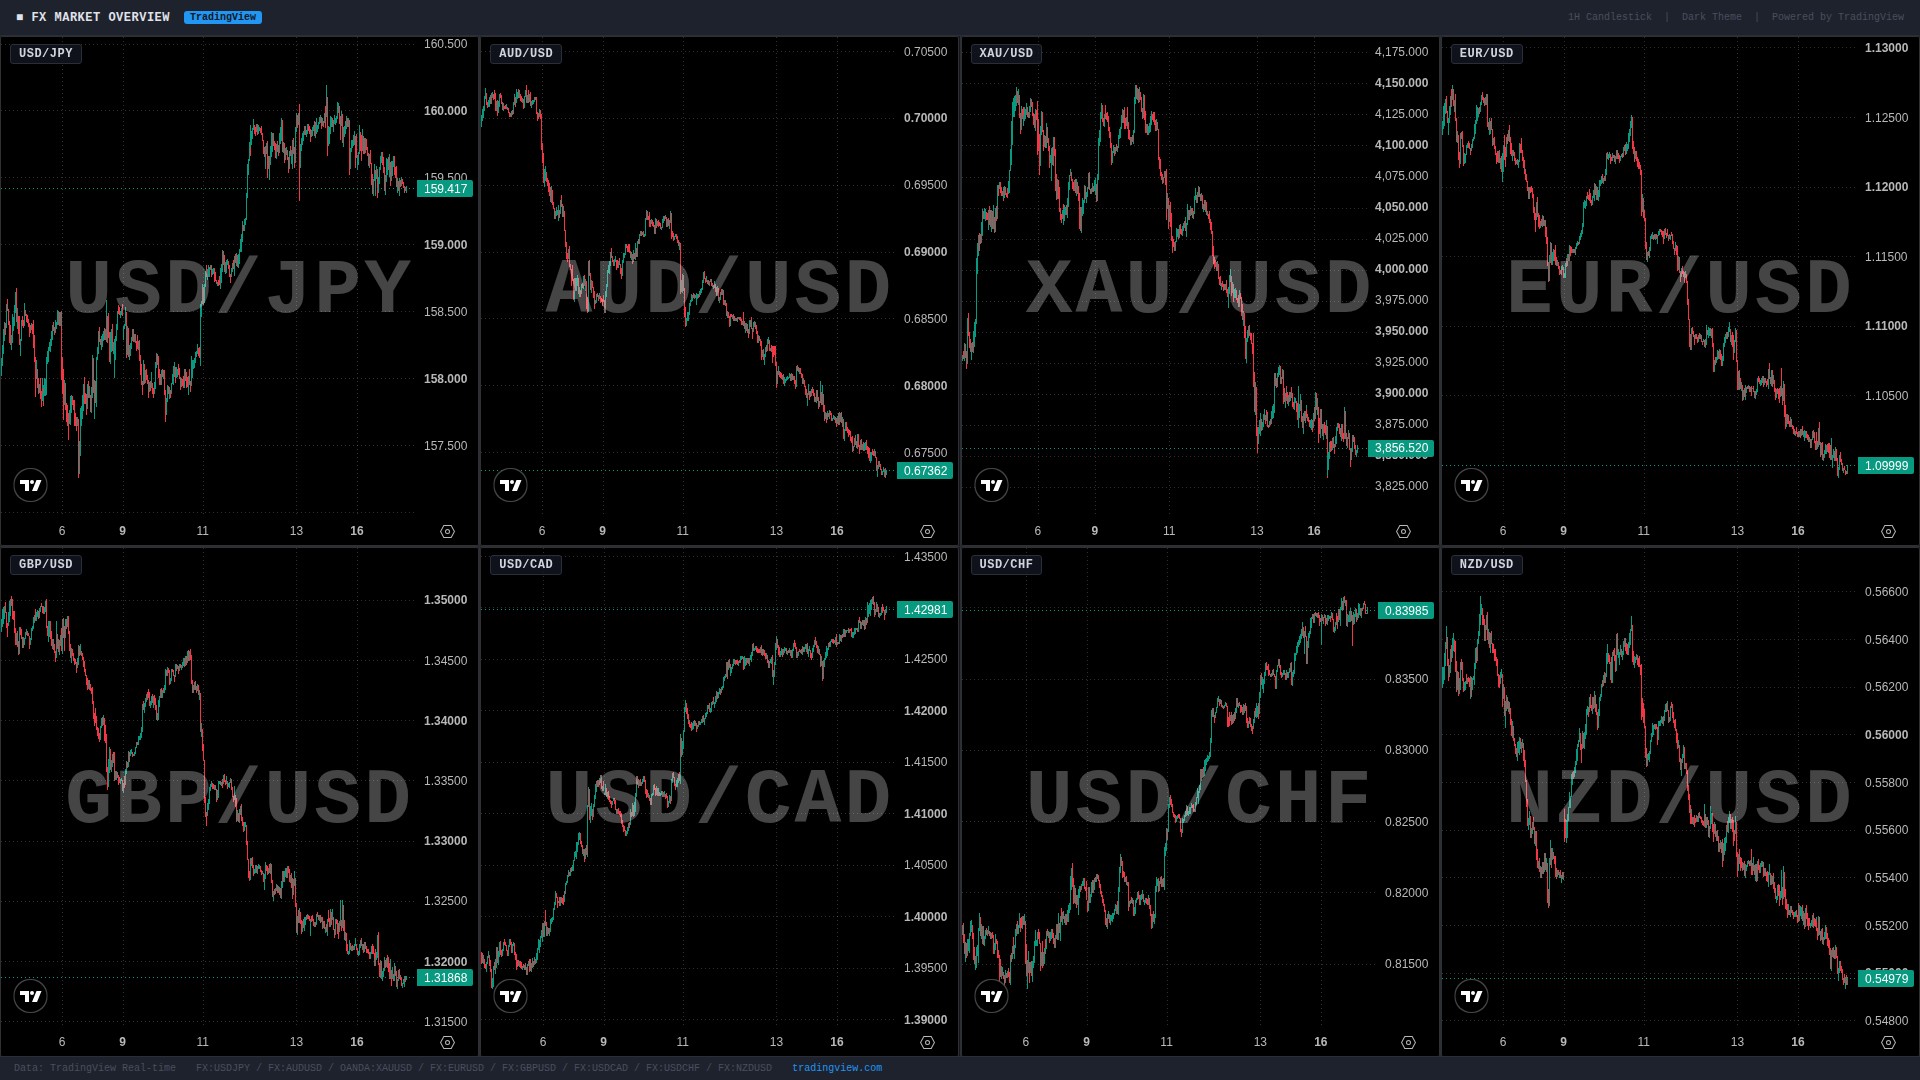 ■ FX MARKET OVERVIEW TradingView 1H Candlestick | Dark Theme | Powered by TradingView
USD/JPY
160.500
160.000
159.500
159.417
159.000
158.500
158.000
157.500
USD/JPY
6 9 11 13 16
AUD/USD
0.70500
0.70000
0.69500
0.69000
0.68500
0.68000
0.67500
0.67362
AUD/USD
6 9 11 13 16
XAU/USD
4,175.000
4,150.000
4,125.000
4,100.000
4,075.000
4,050.000
4,025.000
4,000.000
3,975.000
3,950.000
3,925.000
3,900.000
3,875.000
3,856.520
3,825.000
XAU/USD
6 9 11 13 16
EUR/USD
1.13000
1.12500
1.12000
1.11500
1.11000
1.10500
1.09999
EUR/USD
6 9 11 13 16
GBP/USD
1.35000
1.34500
1.34000
1.33500
1.33000
1.32500
1.32000
1.31868
1.31500
GBP/USD
6 9 11 13 16
USD/CAD
1.43500
1.42981
1.42500
1.42000
1.41500
1.41000
1.40500
1.40000
1.39500
1.39000
USD/CAD
6 9 11 13 16
USD/CHF
0.83985
0.83500
0.83000
0.82500
0.82000
0.81500
USD/CHF
6 9 11 13 16
NZD/USD
0.56600
0.56400
0.56200
0.56000
0.55800
0.55600
0.55400
0.55200
0.54979
0.54800
NZD/USD
6 9 11 13 16
Data: TradingView Real-time FX:USDJPY / FX:AUDUSD / OANDA:XAUUSD / FX:EURUSD / FX:GBPUSD / FX:USDCAD / FX:USDCHF / FX:NZDUSD tradingview.com